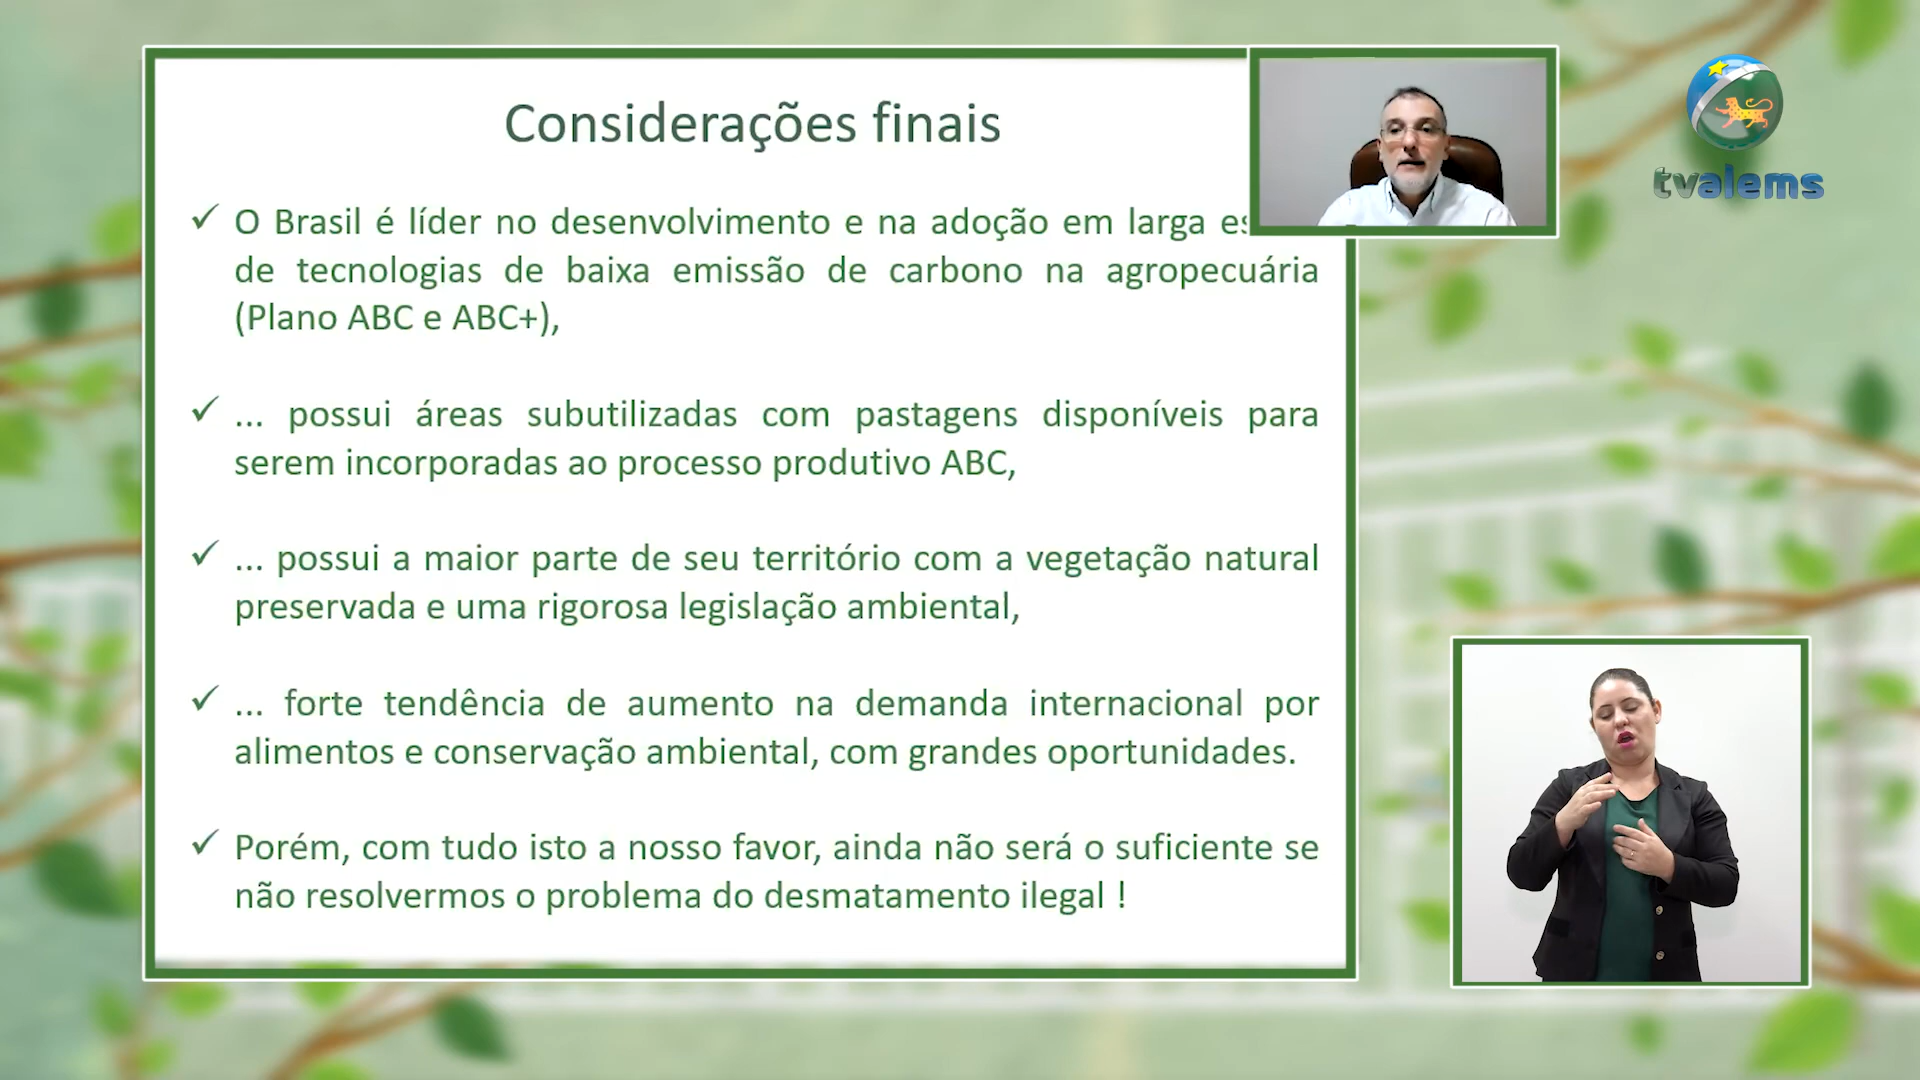 Considerações finais
tvalems
✓ O Brasil é líder no desenvolvimento e na adoção em larga
de tecnologias de baixa emissão de carbono na agropecuária
(Plano ABC e ABC+),
✓ ... possui áreas subutilizadas com pastagens disponíveis para
serem incorporadas ao processo produtivo ABC,
✓ ... possui a maior parte de seu território com a vegetação natural
preservada e uma rigorosa legislação ambiental,
✓ ... forte tendência de aumento na demanda internacional por
alimentos e conservação ambiental, com grandes oportunidades.
✓ Porém, com tudo isto a nosso favor, ainda não será o suficiente se
não resolvermos o problema do desmatamento ilegal !